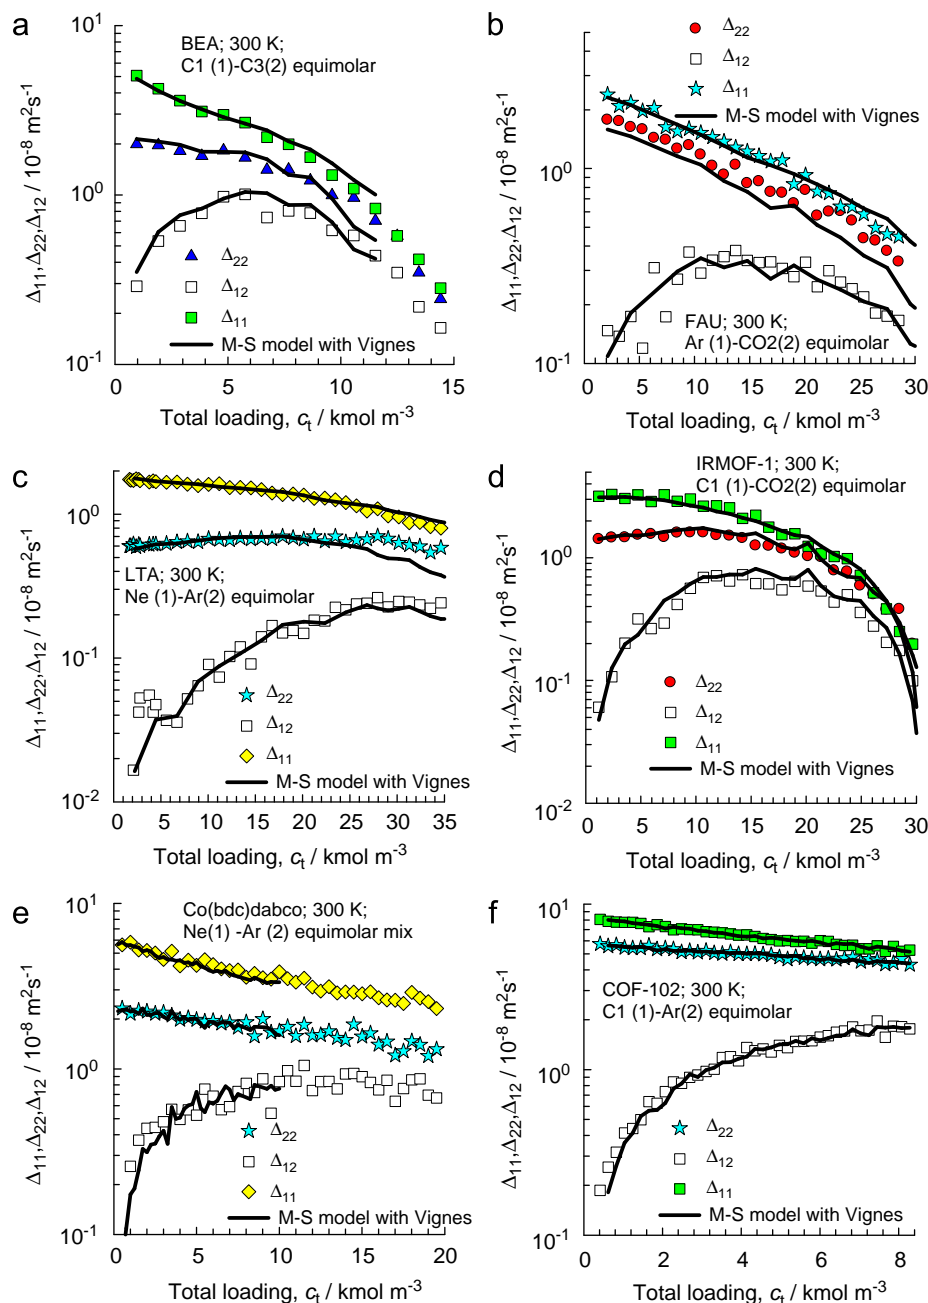 a
BEA; 300 K;
C1 (1)-C3(2) equimolar
Δ11,Δ22,Δ12 / 10-8 m2s-1
101
100
10-1
Δ22
Δ12
Δ11
M-S model with Vignes
0 5 10 15
Total loading, ct / kmol m-3
b
Δ22
Δ12
Δ11
M-S model with Vignes
Δ11,Δ22,Δ12 / 10-8 m2s-1
100
10-1
FAU; 300 K;
Ar (1)-CO2(2) equimolar
0 5 10 15 20 25 30
Total loading, ct / kmol m-3
c
Δ11,Δ22,Δ12 / 10-8 m2s-1
100
10-1
10-2
LTA; 300 K;
Ne (1)-Ar(2) equimolar
Δ22
Δ12
Δ11
M-S model with Vignes
0 5 10 15 20 25 30 35
Total loading, ct / kmol m-3
d
IRMOF-1; 300 K;
C1 (1)-CO2(2) equimolar
Δ11,Δ22,Δ12 / 10-8 m2s-1
100
10-1
10-2
Δ22
Δ12
Δ11
M-S model with Vignes
0 5 10 15 20 25 30
Total loading, ct / kmol m-3
e
Co(bdc)dabco; 300 K;
Ne(1) -Ar (2) equimolar mix
Δ11,Δ22,Δ12 / 10-8 m2s-1
101
100
10-1
Δ22
Δ12
Δ11
M-S model with Vignes
0 5 10 15 20
Total loading, ct / kmol m-3
f
Δ11,Δ22,Δ12 / 10-8 m2s-1
101
100
10-1
COF-102; 300 K;
C1 (1)-Ar(2) equimolar
Δ22
Δ12
Δ11
M-S model with Vignes
0 2 4 6 8
Total loading, ct / kmol m-3